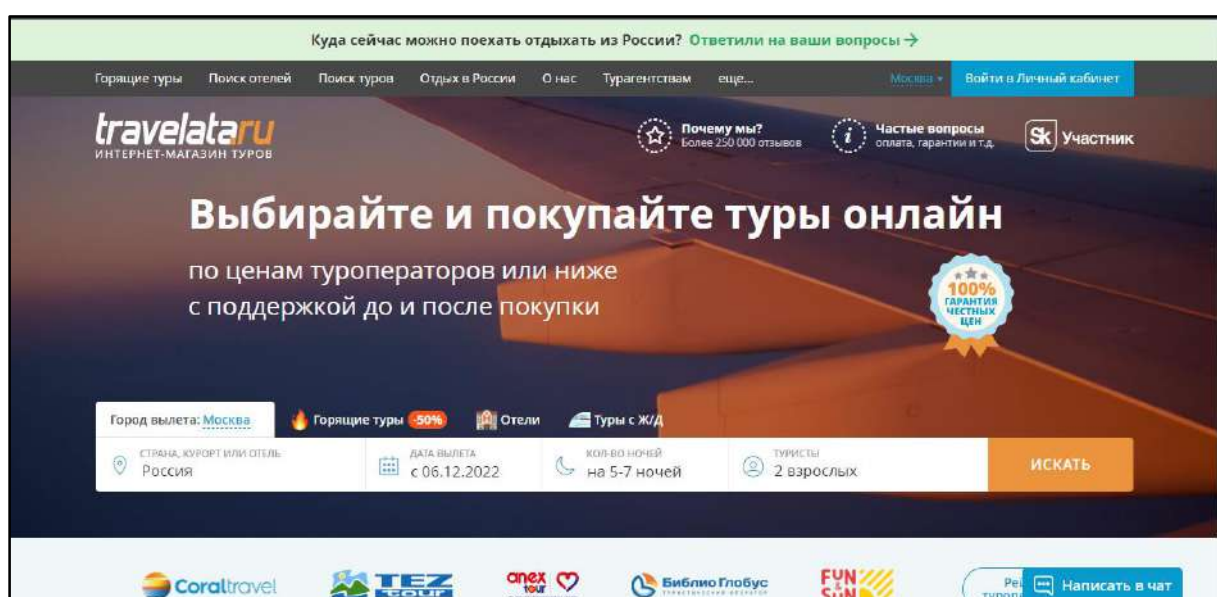 Куда сейчас можно поехать отдыхать из России? Ответили на ваши вопросы →
Горящие туры Поиск отелей Поиск туров Отдых в России О нас Турагентствам еще... Москва Войти в Личный кабинет
travelata.ru
ИНТЕРНЕТ-МАГАЗИН ТУРОВ
Почему мы?
Более 250 000 отзывов
i
Частые вопросы
оплата, гарантии и т.д.
Sk Участник
Выбирайте и покупайте туры онлайн
по ценам туроператоров или ниже
с поддержкой до и после покупки
100%
ГАРАНТИЯ
ЧЕСТНЫХ
ЦЕН
Город вылета: Москва Горящие туры -50% Отели Туры с Ж/Д
СТРАНА, КУРОРТ ИЛИ ОТЕЛЬ
Россия
ДАТА ВЫЛЕТА
с 06.12.2022
КОЛ-ВО НОЧЕЙ
на 5-7 ночей
ТУРИСТЫ
2 взрослых
ИСКАТЬ
Coraltravel
TEZ
TOUR
anex
tour
Библио Глобус
FUN
&
SUN
Написать в чат